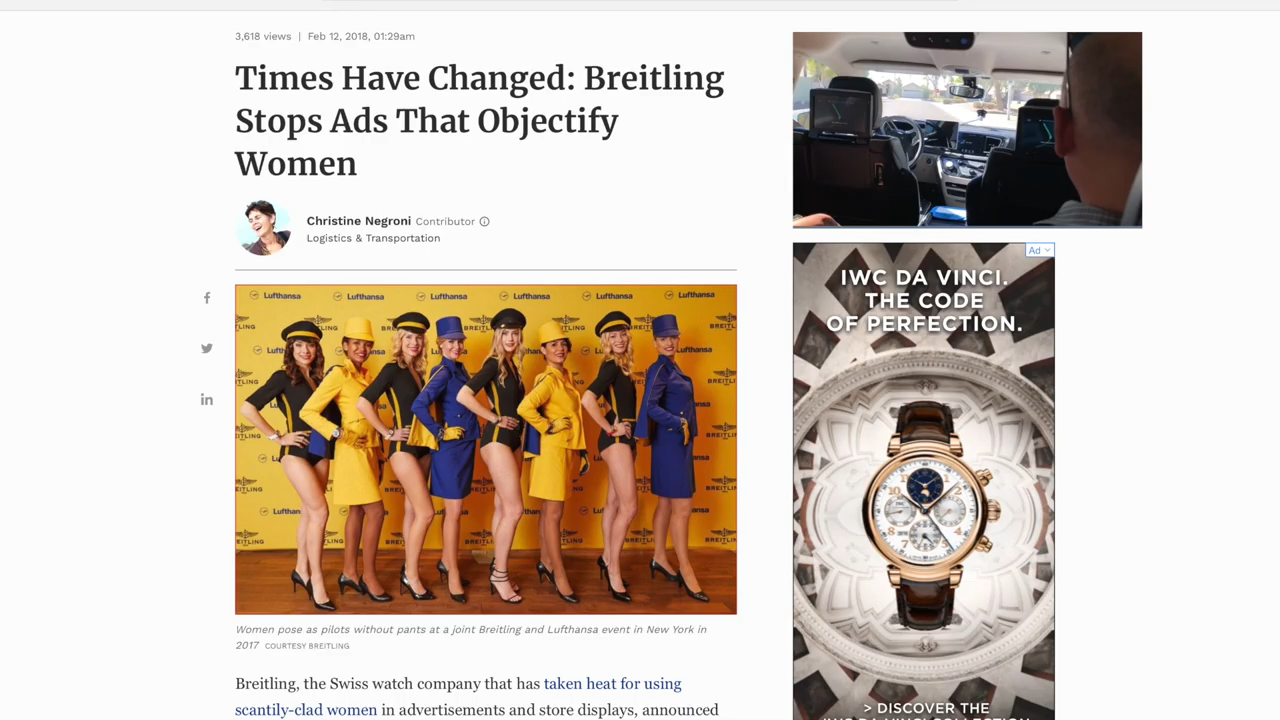 3,618 views | Feb 12, 2018, 01:29am
Times Have Changed: Breitling
Stops Ads That Objectify
Women
Christine Negroni Contributor
Logistics & Transportation
Lufthansa Lufthansa Lufthansa Lufthansa Lufthansa Lufthansa
BREITLING
Women pose as pilots without pants at a joint Breitling and Lufthansa event in New York in
2017 COURTESY BREITLING
Breitling, the Swiss watch company that has taken heat for using
scantily-clad women in advertisements and store displays, announced
Ad
IWC DA VINCI.
THE CODE
OF PERFECTION.
> DISCOVER THE